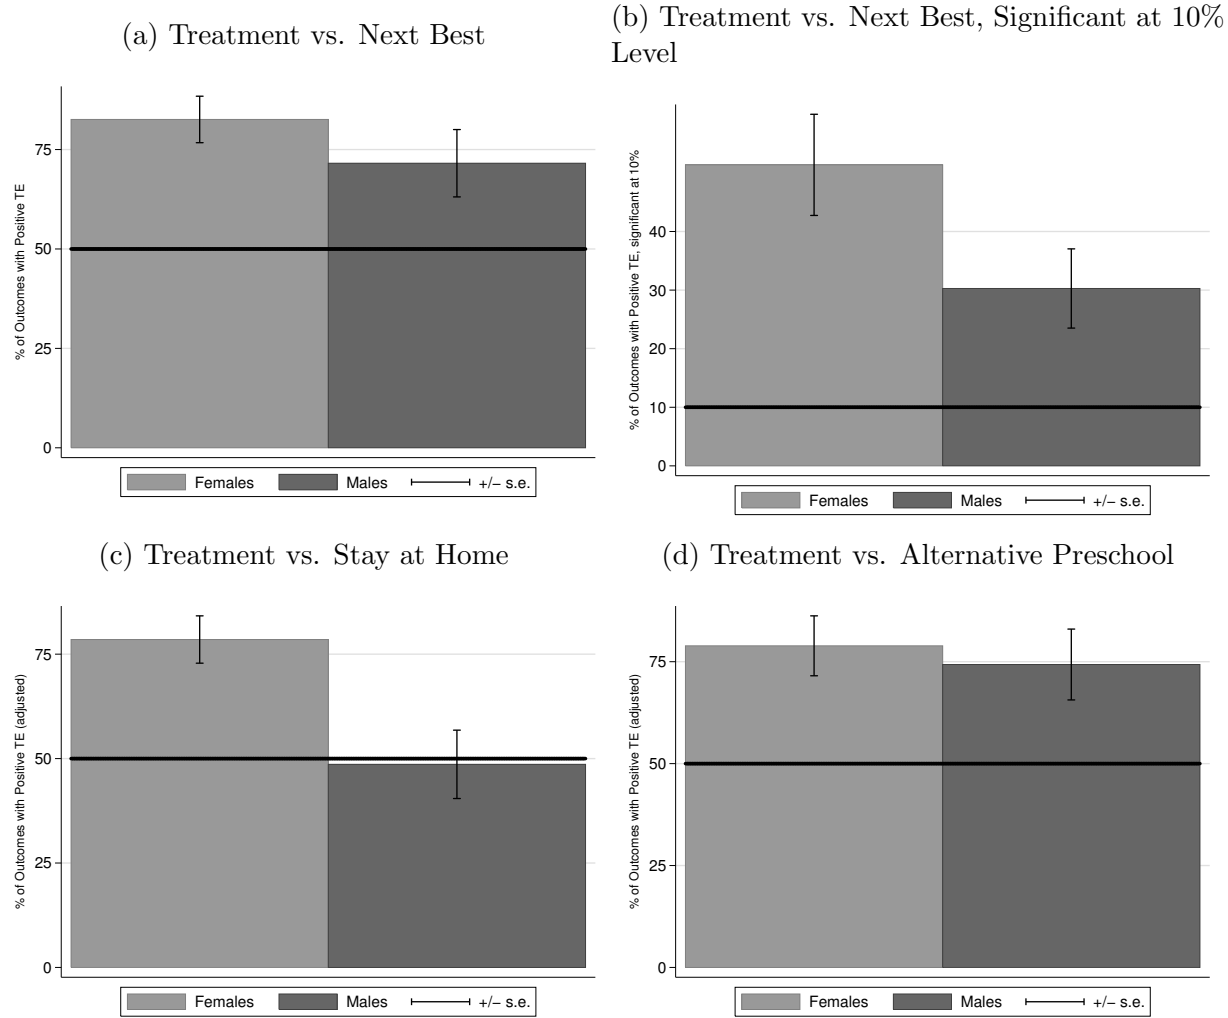 (a) Treatment vs. Next Best
% of Outcomes with Positive TE
75
50
25
0
Females Males +/− s.e.
(b) Treatment vs. Next Best, Significant at 10%
Level
% of Outcomes with Positive TE, significant at 10%
40
30
20
10
0
Females Males +/− s.e.
(c) Treatment vs. Stay at Home
% of Outcomes with Positive TE (adjusted)
75
50
25
0
Females Males +/− s.e.
(d) Treatment vs. Alternative Preschool
% of Outcomes with Positive TE (adjusted)
75
50
25
0
Females Males +/− s.e.